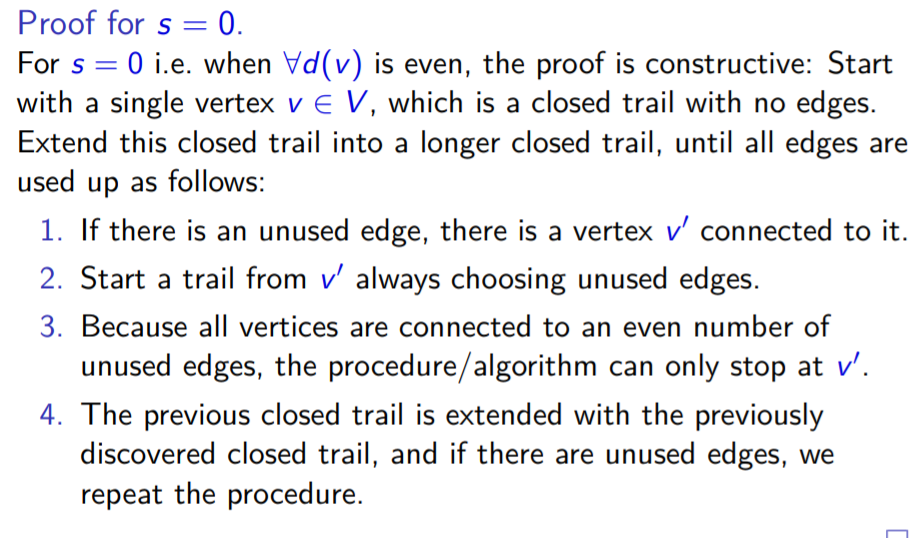 Proof for s = 0.
For s = 0 i.e. when ∀d(v) is even, the proof is constructive: Start
with a single vertex v ∈ V, which is a closed trail with no edges.
Extend this closed trail into a longer closed trail, until all edges are
used up as follows:
1. If there is an unused edge, there is a vertex v′ connected to it.
2. Start a trail from v′ always choosing unused edges.
3. Because all vertices are connected to an even number of
unused edges, the procedure/algorithm can only stop at v′.
4. The previous closed trail is extended with the previously
discovered closed trail, and if there are unused edges, we
repeat the procedure.